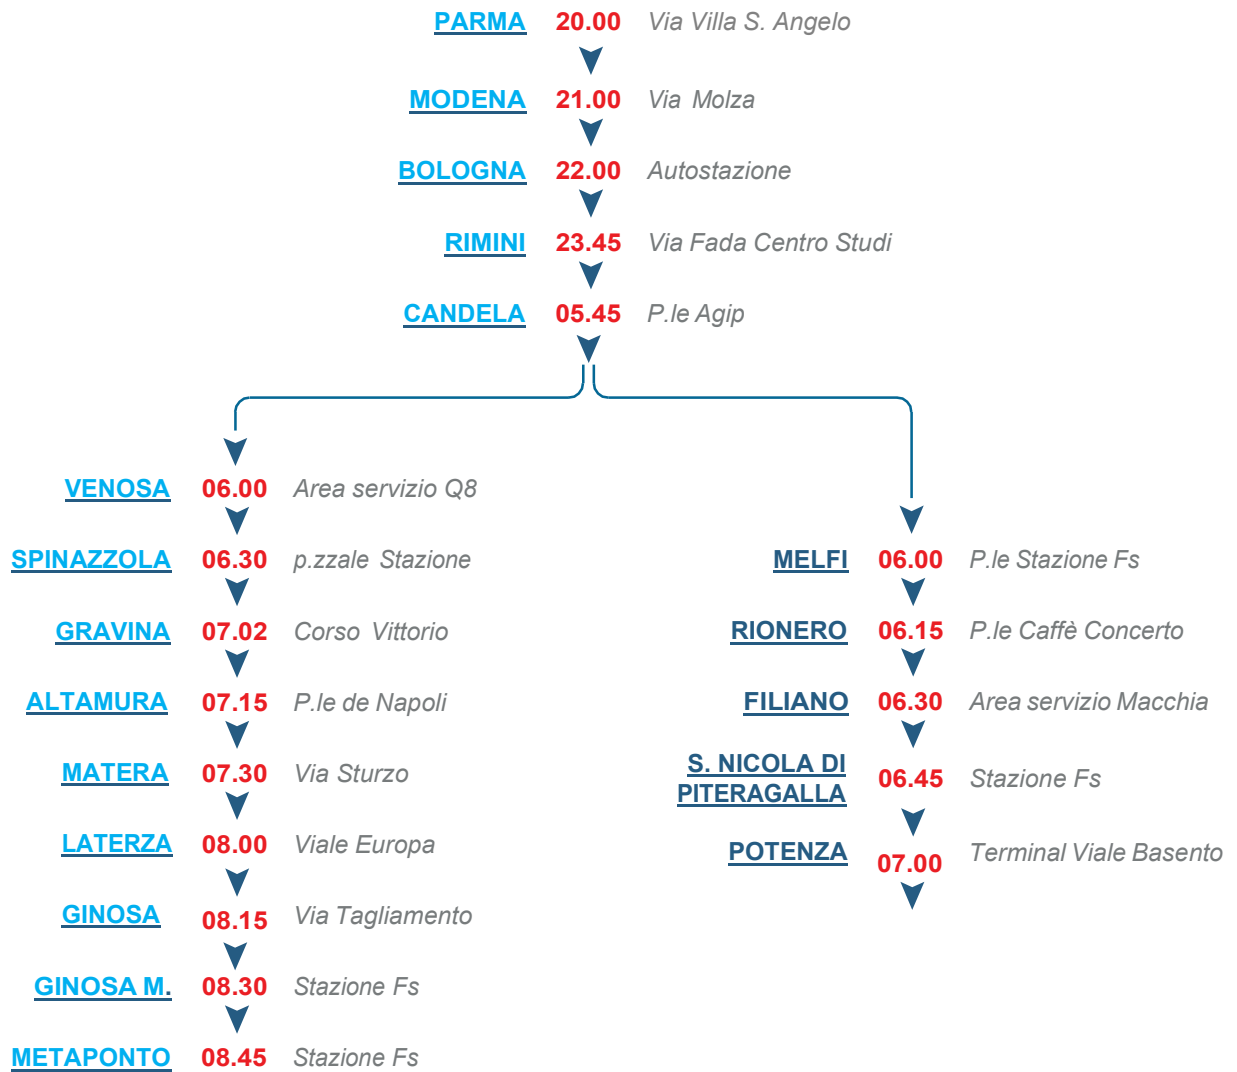 PARMA 20.00 Via Villa S. Angelo
MODENA 21.00 Via Molza
BOLOGNA 22.00 Autostazione
RIMINI 23.45 Via Fada Centro Studi
CANDELA 05.45 P.le Agip
VENOSA 06.00 Area servizio Q8
SPINAZZOLA 06.30 p.zzale Stazione
GRAVINA 07.02 Corso Vittorio
ALTAMURA 07.15 P.le de Napoli
MATERA 07.30 Via Sturzo
LATERZA 08.00 Viale Europa
GINOSA 08.15 Via Tagliamento
GINOSA M. 08.30 Stazione Fs
METAPONTO 08.45 Stazione Fs
MELFI 06.00 P.le Stazione Fs
RIONERO 06.15 P.le Caffè Concerto
FILIANO 06.30 Area servizio Macchia
S. NICOLA DI
PITERAGALLA 06.45 Stazione Fs
POTENZA 07.00 Terminal Viale Basento